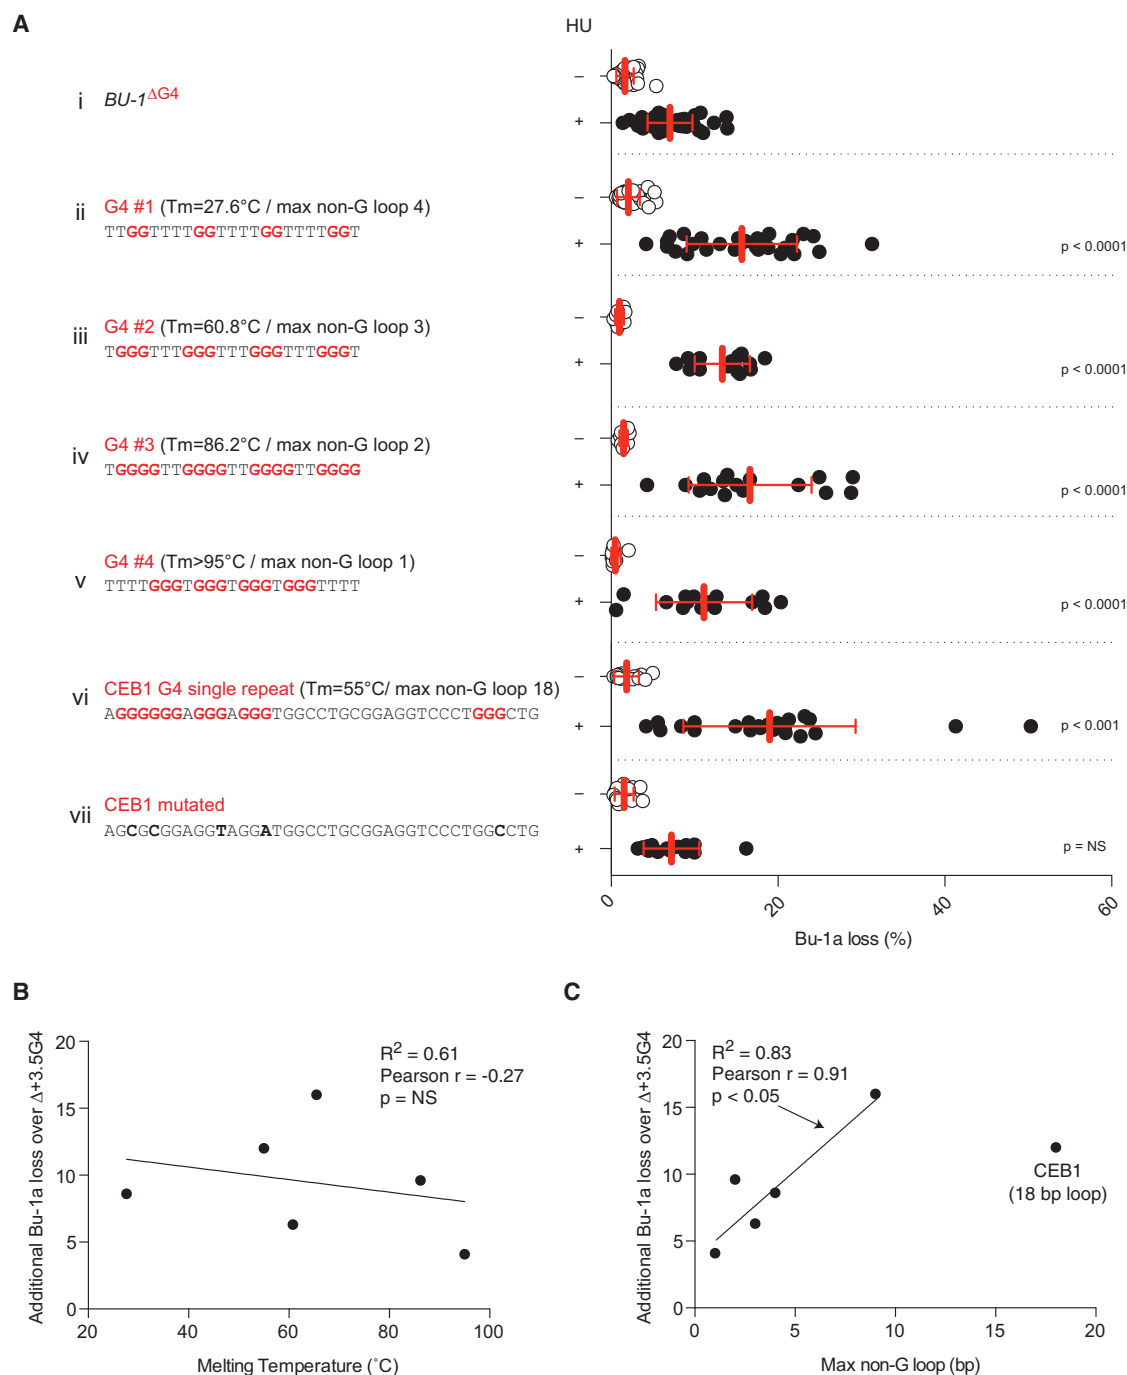 A
HU
i BU-1ΔG4
–
+
ii G4 #1 (Tm=27.6°C / max non-G loop 4)
TTGGTTTTGGTTTTGGTTTTGGT
–
+
p < 0.0001
iii G4 #2 (Tm=60.8°C / max non-G loop 3)
TGGGTTTGGGTTTGGGTTTGGGT
–
+
p < 0.0001
iv G4 #3 (Tm=86.2°C / max non-G loop 2)
TGGGGTTGGGGTTGGGGTTGGGG
–
+
p < 0.0001
v G4 #4 (Tm>95°C / max non-G loop 1)
TTTTGGGTGGGTGGGTGGGTTTT
–
+
p < 0.0001
vi CEB1 G4 single repeat (Tm=55°C/ max non-G loop 18)
AGGGGGGAGGGAGGGTGGCCTGCGGAGGTCCCTGGGCTG
–
+
p < 0.001
vii CEB1 mutated
AGCGCGGAGGTAGGATGGCCTGCGGAGGTCCCTGGCCTG
–
+
p = NS
0 20 40 60
Bu-1a loss (%)
B
Additional Bu-1a loss over Δ+3.5G4
20
15
10
5
0
R2 = 0.61
Pearson r = -0.27
p = NS
20 40 60 80 100
Melting Temperature (˚C)
C
Additional Bu-1a loss over Δ+3.5G4
20
15
10
5
0
R2 = 0.83
Pearson r = 0.91
p < 0.05
CEB1
(18 bp loop)
0 5 10 15 20
Max non-G loop (bp)